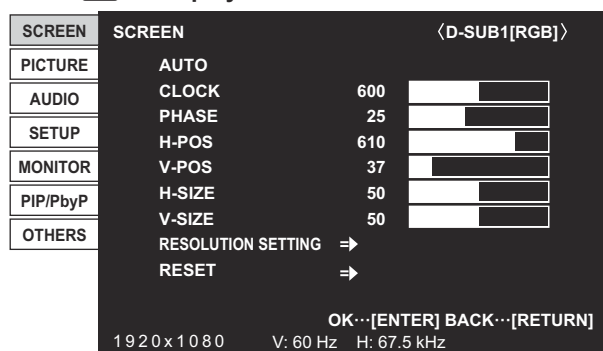 SCREEN
PICTURE
AUDIO
SETUP
MONITOR
PIP/PbyP
OTHERS
SCREEN 〈D-SUB1[RGB]〉
AUTO
CLOCK 600
PHASE 25
H-POS 610
V-POS 37
H-SIZE 50
V-SIZE 50
RESOLUTION SETTING
RESET
OK···[ENTER] BACK···[RETURN]
1920x1080 V: 60 Hz H: 67.5 kHz